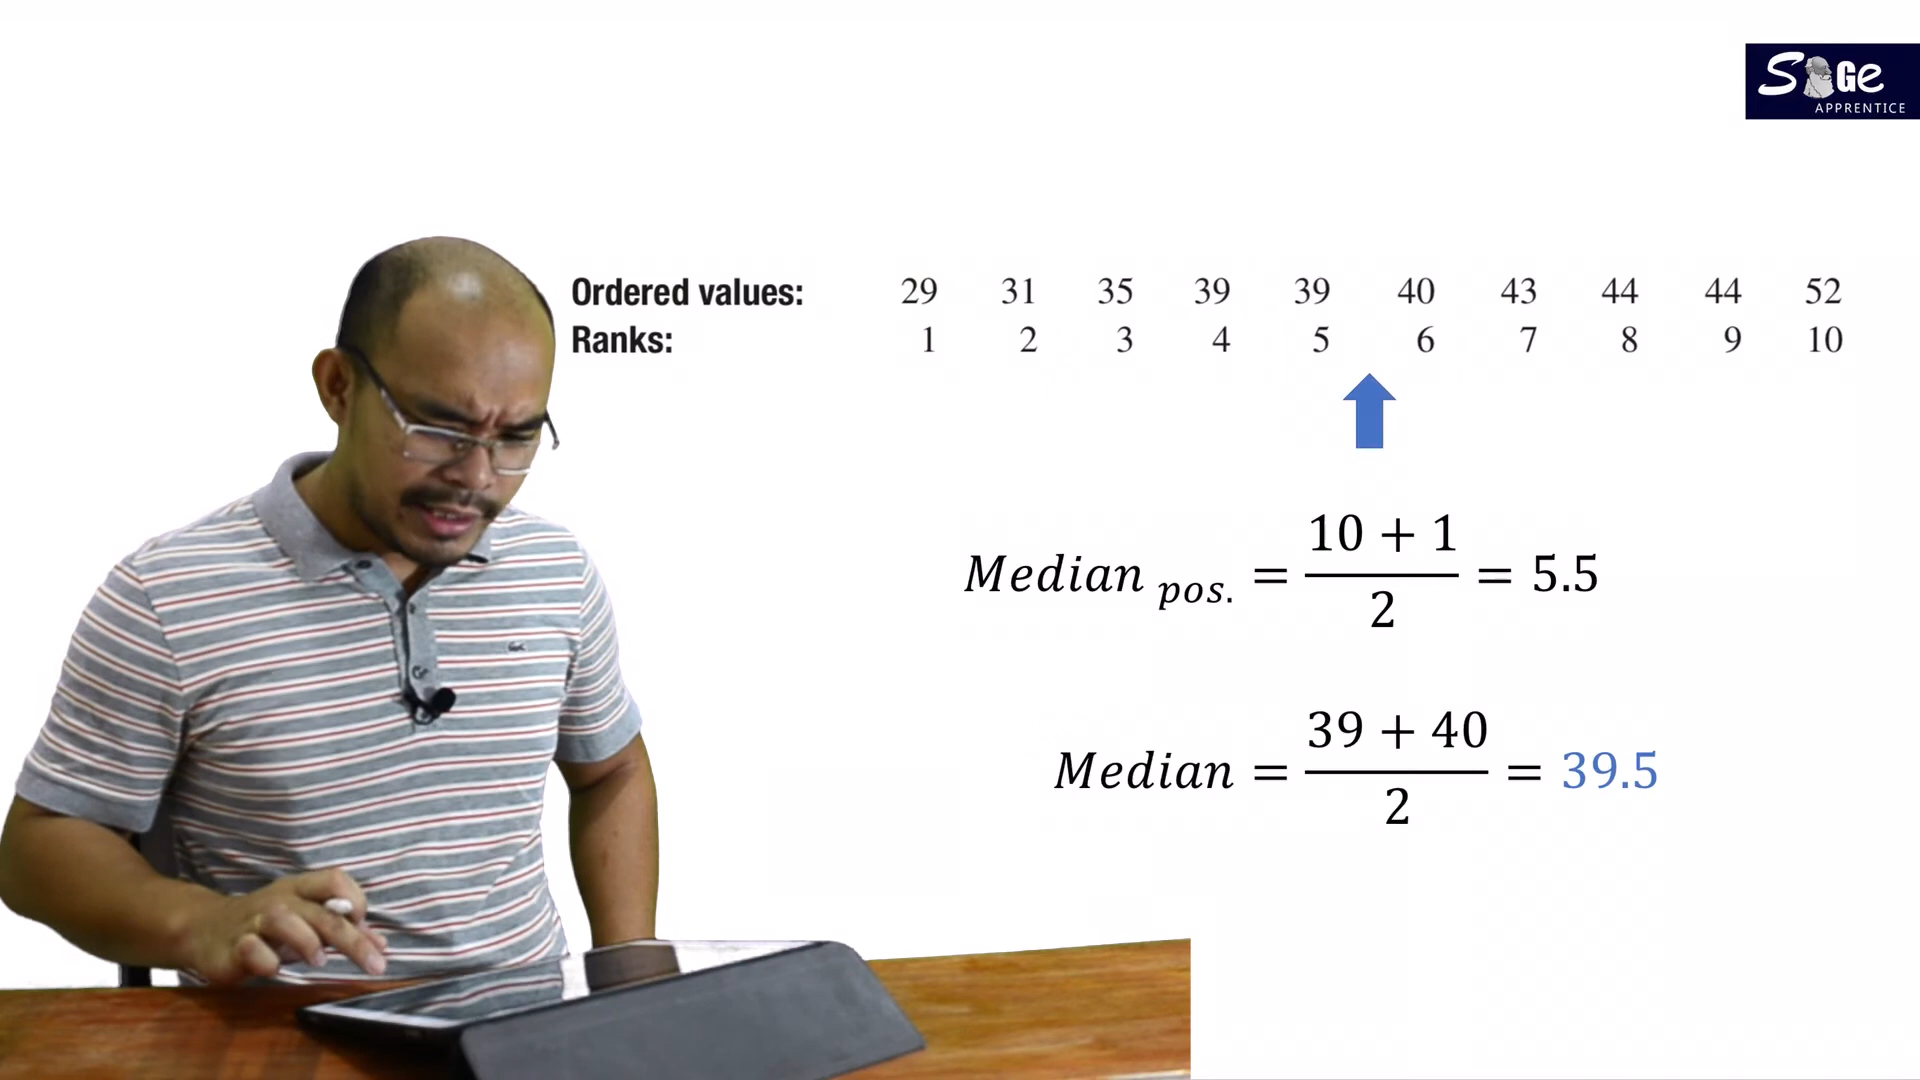 SaGe
APPRENTICE
Ordered values: 29 31 35 39 39 40 43 44 44 52
Ranks: 1 2 3 4 5 6 7 8 9 10
Median pos. = 10 + 1 / 2 = 5.5
Median = 39 + 40 / 2 = 39.5